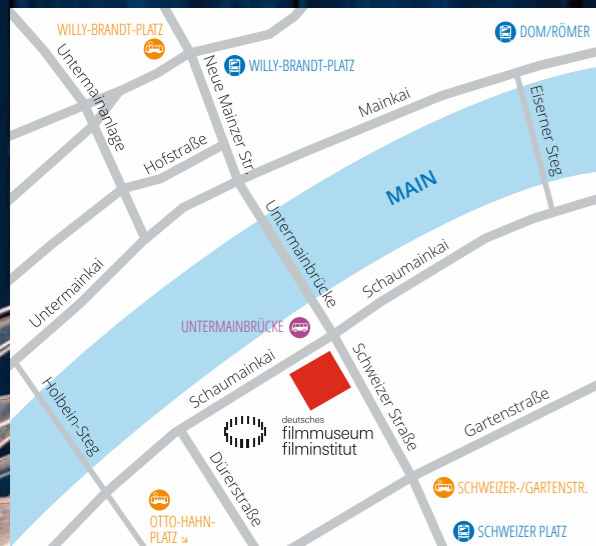 WILLY-BRANDT-PLATZ
DOM/RÖMER
WILLY-BRANDT-PLATZ
Untermainanlage
Neue Mainzer Str.
Mainkai
Eiserner Steg
Hofstraße
MAIN
Untermainbrücke
Schaumainkai
Untermainkai
UNTERMAINBRÜCKE
Schaumainkai
Schweizer Straße
Holbein-Steg
deutsches
filmmuseum
filminstitut
Gartenstraße
Dürerstraße
SCHWEIZER-/GARTENSTR.
OTTO-HAHN-
PLATZ ↘
SCHWEIZER PLATZ